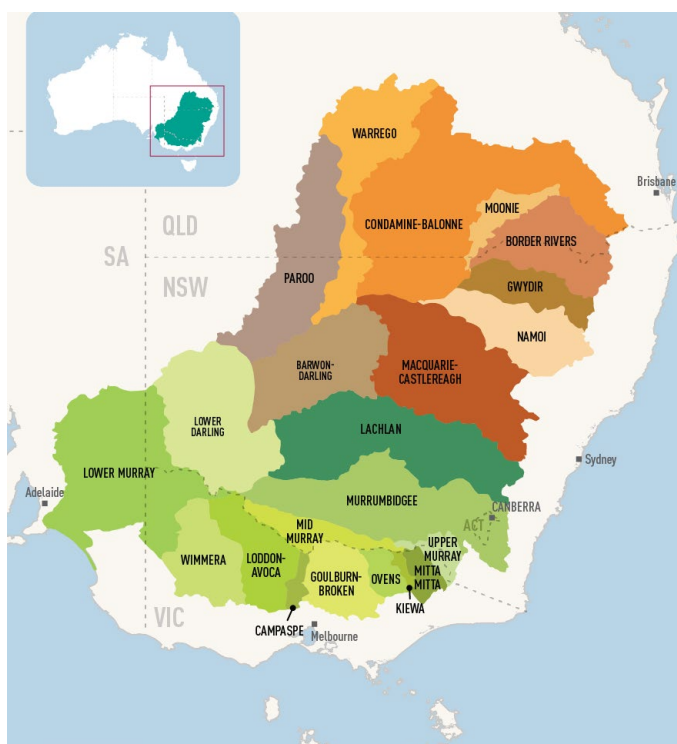 WARREGO
Brisbane
MOONIE
CONDAMINE-BALONNE
QLD
BORDER RIVERS
SA
PAROO
NSW
GWYDIR
NAMOI
BARWON-
DARLING
MACQUARIE-
CASTLEREAGH
LOWER
DARLING
LACHLAN
Sydney
LOWER MURRAY
Adelaide
MURRUMBIDGEE
CANBERRA
ACT
MID
MURRAY
UPPER
MURRAY
WIMMERA
LODDON-
AVOCA
GOULBURN-
BROKEN
OVENS
MITTA
MITTA
KIEWA
VIC
CAMPASPE
Melbourne